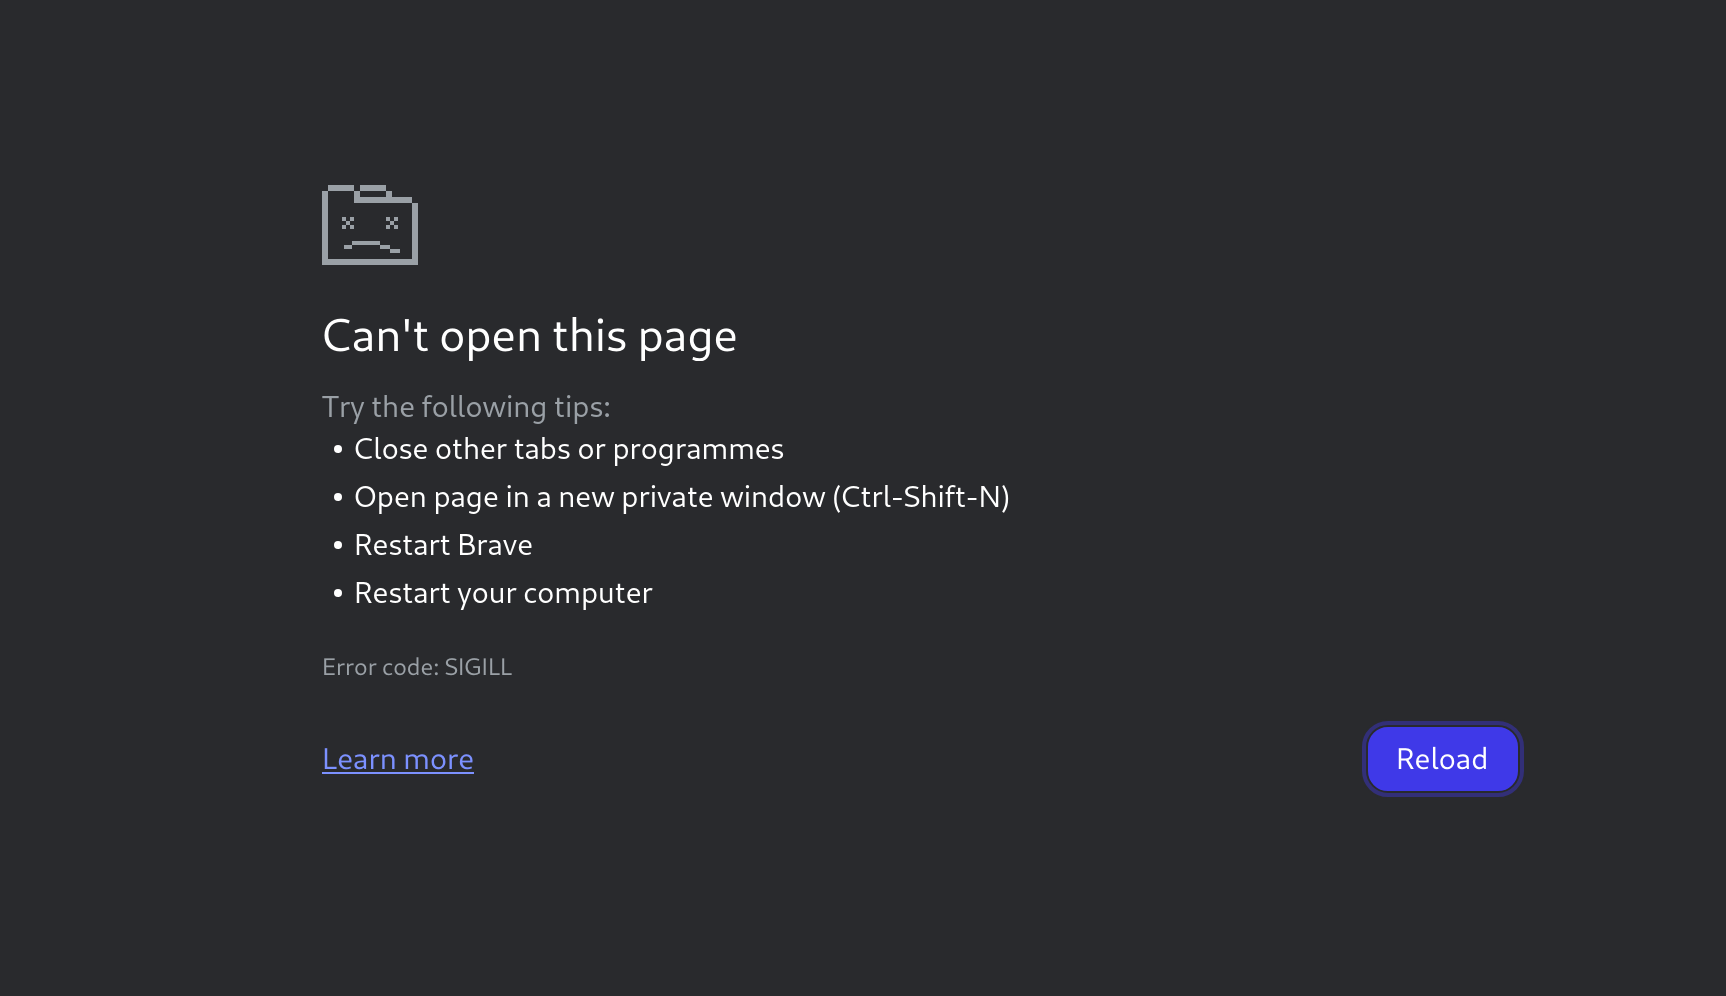 Can't open this page
Try the following tips:
• Close other tabs or programmes
• Open page in a new private window (Ctrl-Shift-N)
• Restart Brave
• Restart your computer
Error code: SIGILL
Learn more
Reload